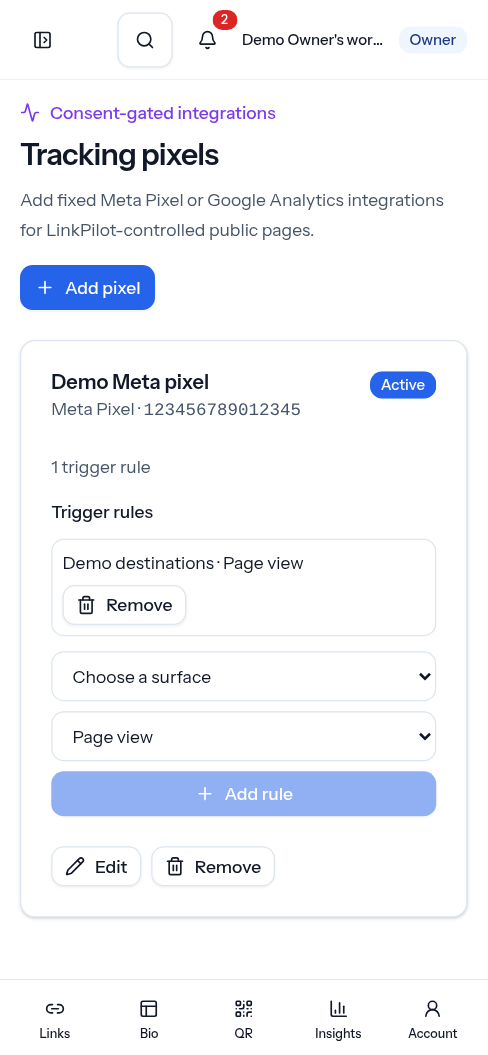 2
Demo Owner's wor...
Owner
Consent-gated integrations
Tracking pixels
Add fixed Meta Pixel or Google Analytics integrations
for LinkPilot-controlled public pages.
Add pixel
Demo Meta pixel
Active
Meta Pixel · 123456789012345
1 trigger rule
Trigger rules
Demo destinations · Page view
Remove
Choose a surface
Page view
Add rule
Edit
Remove
Links
Bio
QR
Insights
Account